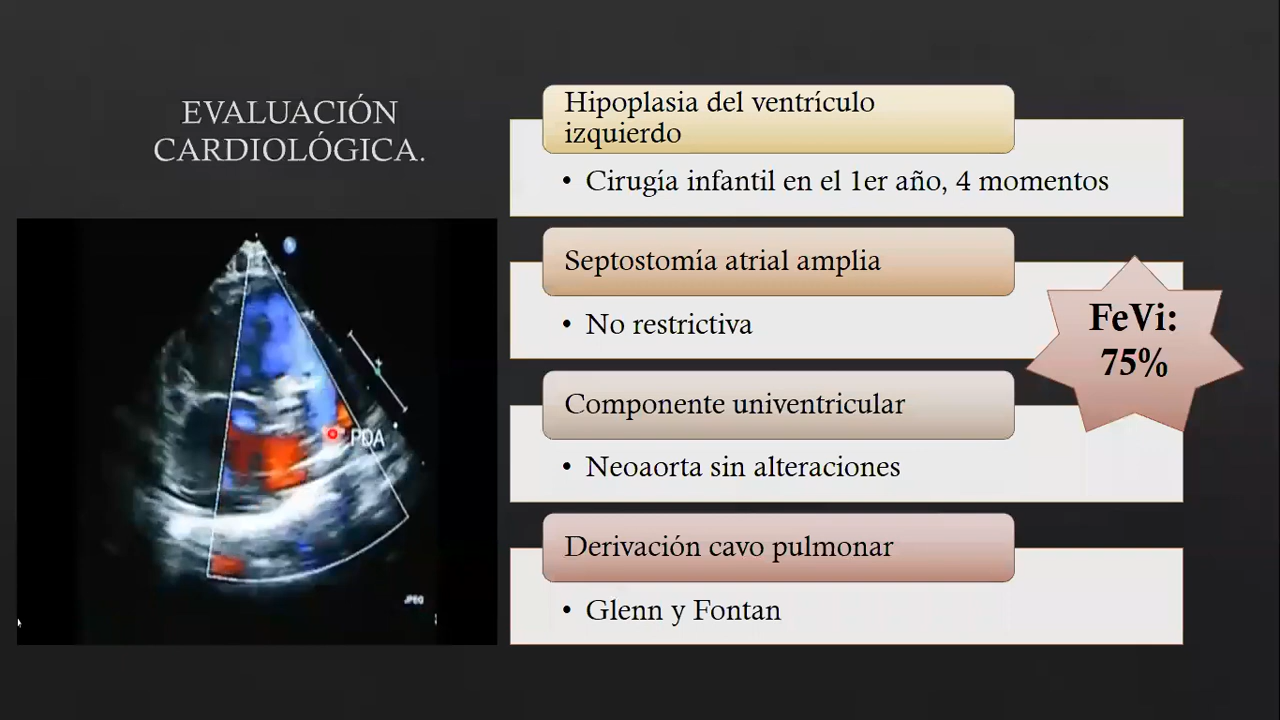 EVALUACIÓN
CARDIOLÓGICA.
Hipoplasia del ventrículo
izquierdo
• Cirugía infantil en el 1er año, 4 momentos
Septostomía atrial amplia
• No restrictiva
FeVi:
75%
Componente univentricular
• Neoaorta sin alteraciones
Derivación cavo pulmonar
• Glenn y Fontan
PDA
JPEG